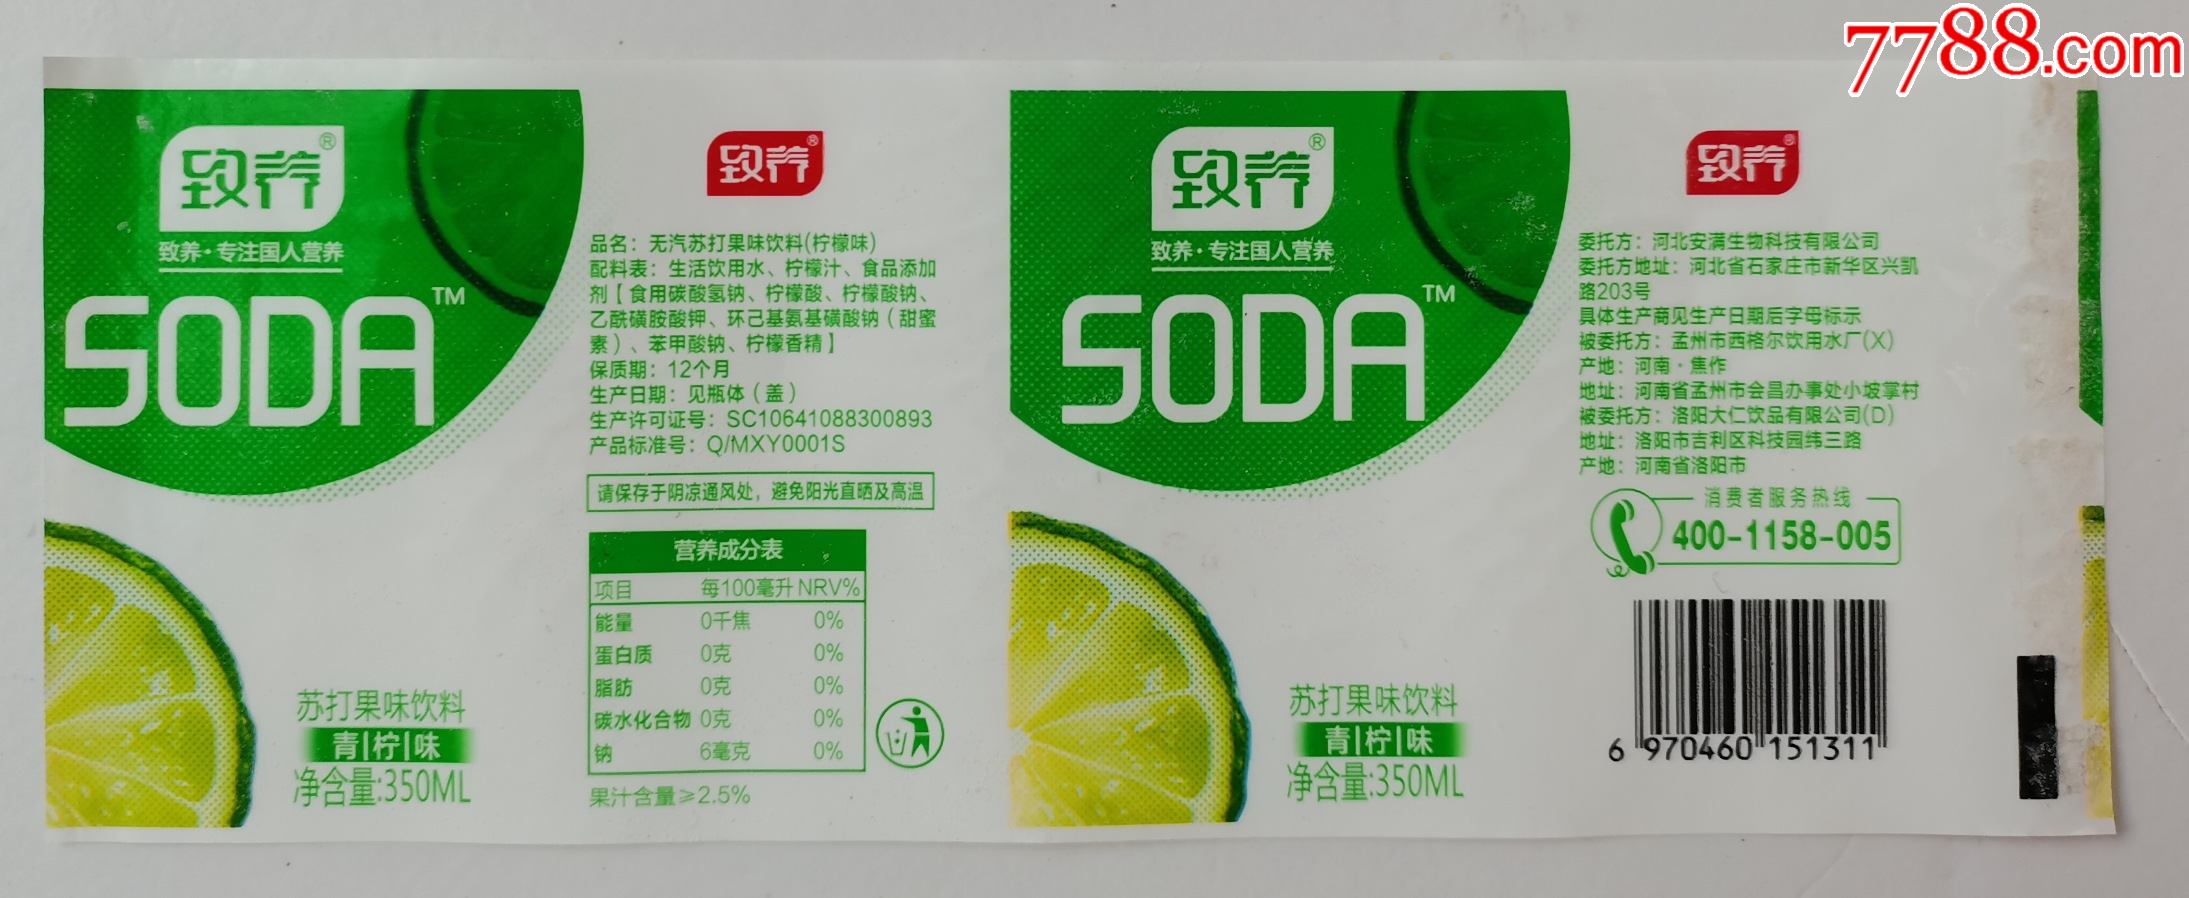 7788.com
致养®
致养·专注国人营养
SODA™
苏打果味饮料
青|柠|味
净含量:350ML
致养®
品名：无汽苏打果味饮料(柠檬味)
配料表：生活饮用水、柠檬汁、食品添加
剂【食用碳酸氢钠、柠檬酸、柠檬酸钠、
乙酰磺胺酸钾、环己基氨基磺酸钠（甜蜜
素）、苯甲酸钠、柠檬香精】
保质期：12个月
生产日期：见瓶体（盖）
生产许可证号：SC10641088300893
产品标准号：Q/MXY0001S
请保存于阴凉通风处，避免阳光直晒及高温
营养成分表
项目 每100毫升 NRV%
能量 0千焦 0%
蛋白质 0克 0%
脂肪 0克 0%
碳水化合物 0克 0%
钠 6毫克 0%
果汁含量≥2.5%
致养®
致养·专注国人营养
SODA™
苏打果味饮料
青|柠|味
净含量:350ML
致养®
委托方：河北安满生物科技有限公司
委托方地址：河北省石家庄市新华区兴凯
路203号
具体生产商见生产日期后字母标示
被委托方：孟州市西格尔饮用水厂(X)
产地：河南·焦作
地址：河南省孟州市会昌办事处小坡掌村
被委托方：洛阳大仁饮品有限公司(D)
地址：洛阳市吉利区科技园纬三路
产地：河南省洛阳市
消费者服务热线
400-1158-005
6 970460 151311